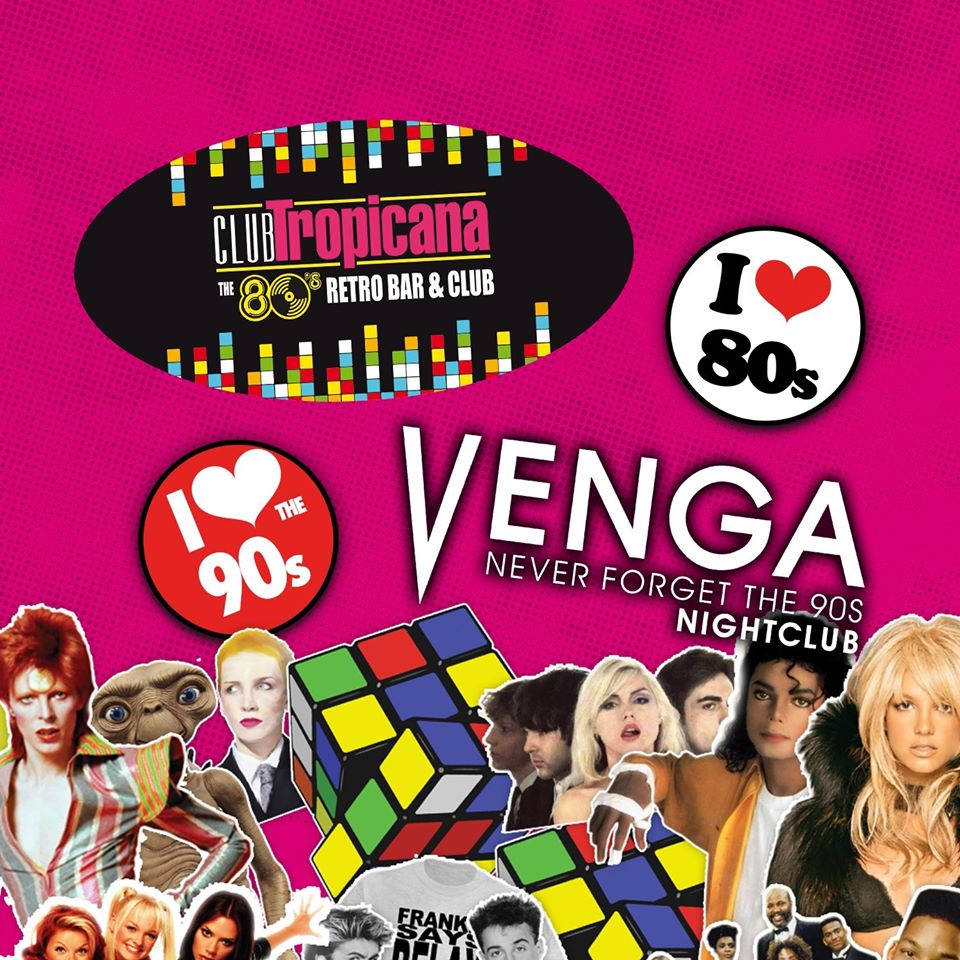 CLUB Tropicana
THE 80's RETRO BAR & CLUB
I ♥
80s
I ♥ THE
90s
VENGA
NEVER FORGET THE 90S
NIGHTCLUB
FRANK
SAYS